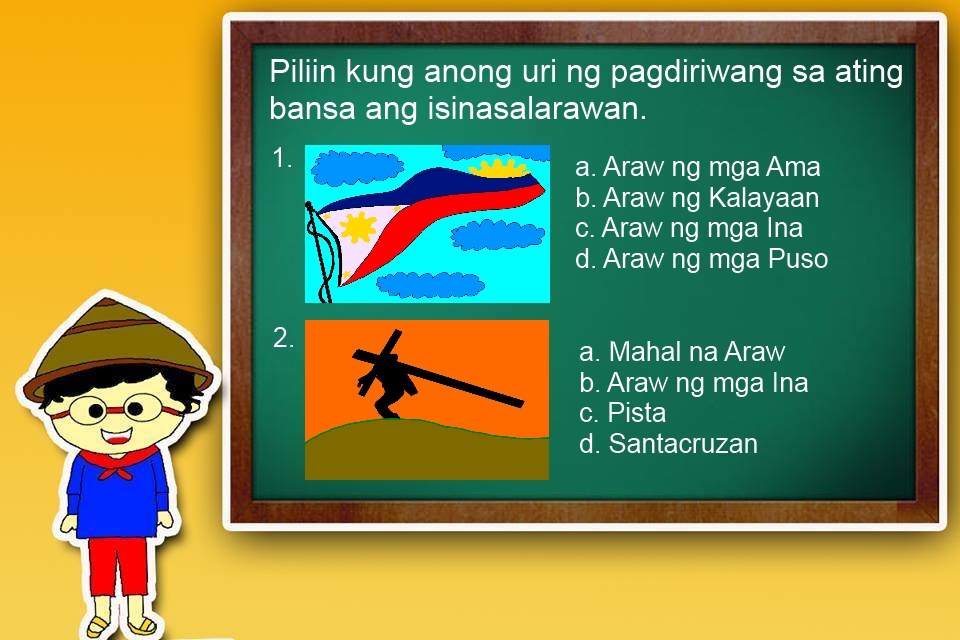 Piliin kung anong uri ng pagdiriwang sa ating
bansa ang isinasalarawan.
1.
a. Araw ng mga Ama
b. Araw ng Kalayaan
c. Araw ng mga Ina
d. Araw ng mga Puso
2.
a. Mahal na Araw
b. Araw ng mga Ina
c. Pista
d. Santacruzan